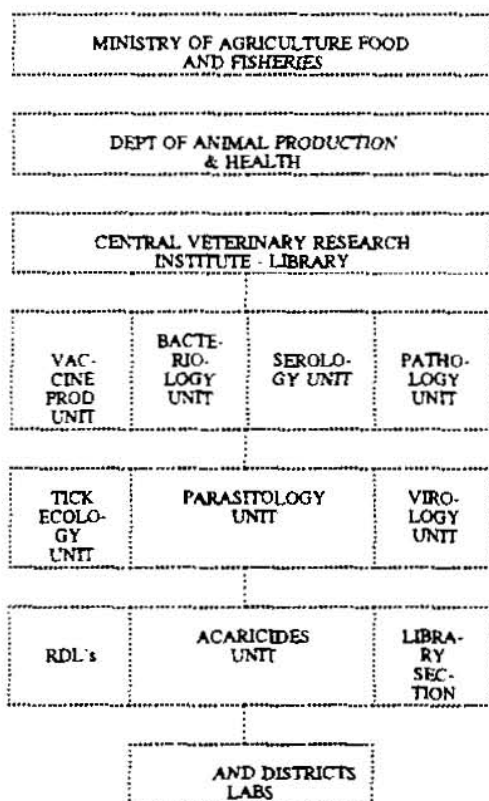 MINISTRY OF AGRICULTURE FOOD
AND FISHERIES
DEPT OF ANIMAL PRODUCTION
& HEALTH
CENTRAL VETERINARY RESEARCH
INSTITUTE - LIBRARY
VAC-
CINE
PROD
UNIT
BACTE-
RIO-
LOGY
UNIT
SEROLO-
GY UNIT
PATHO-
LOGY
UNIT
TICK
ECOLO-
GY
UNIT
PARASITOLOGY
UNIT
VIRO-
LOGY
UNIT
RDL's
ACARICIDES
UNIT
LIBRA-
RY
SEC-
TION
AND DISTRICTS
LABS